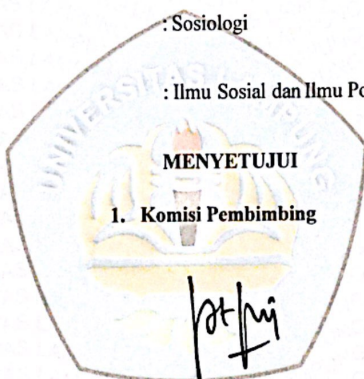 : Sosiologi
: Ilmu Sosial dan Ilmu Po
MENYETUJUI
1. Komisi Pembimbing